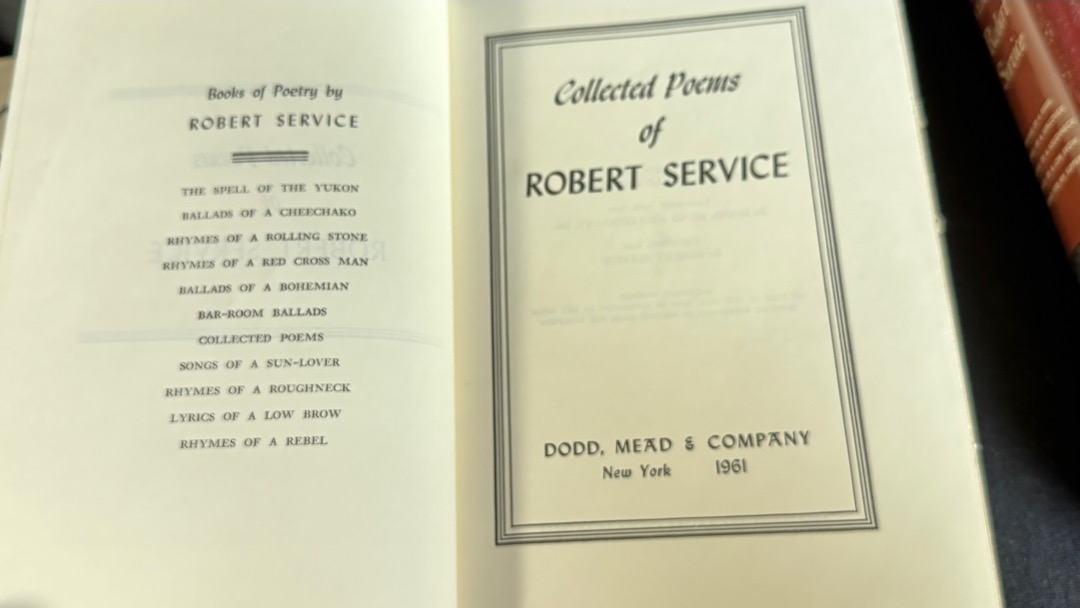 Books of Poetry by
ROBERT SERVICE
THE SPELL OF THE YUKON
BALLADS OF A CHEECHAKO
RHYMES OF A ROLLING STONE
RHYMES OF A RED CROSS MAN
BALLADS OF A BOHEMIAN
BAR-ROOM BALLADS
COLLECTED POEMS
SONGS OF A SUN-LOVER
RHYMES OF A ROUGHNECK
LYRICS OF A LOW BROW
RHYMES OF A REBEL
Collected Poems
of
ROBERT SERVICE
DODD, MEAD & COMPANY
New York 1961